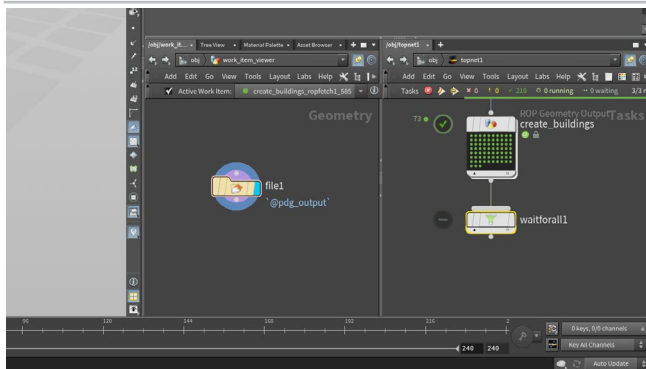 /obj/work_it...
Tree View
Material Palette
Asset Browser
/obj/topnet1
obj
work_item_viewer
obj
topnet1
Add Edit Go View Tools Layout Labs Help
Add Edit Go View Tools Layout Labs Help
Active Work Item:
create_buildings_ropfetch1_585
Tasks
0
0
219
0 running
0 waiting
Geometry
file1
`@pdg_output`
73
ROP Geometry Output
Tasks
create_buildings
waitforall1
96
120
144
168
192
216
2
240
240
0 keys, 0/0 channels
Key All Channels
Auto Update